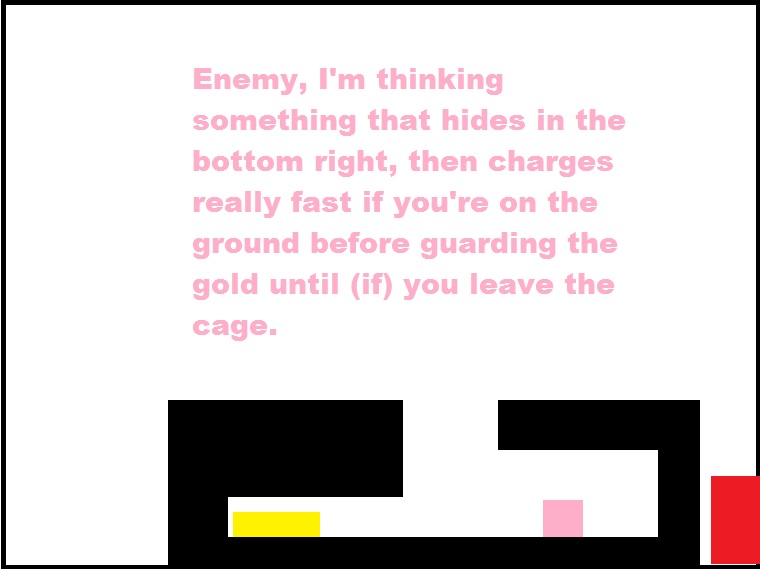 Enemy, I'm thinking
something that hides in the
bottom right, then charges
really fast if you're on the
ground before guarding the
gold until (if) you leave the
cage.